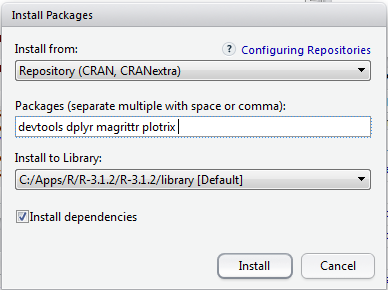 Install Packages
Install from:
? Configuring Repositories
Repository (CRAN, CRANextra)
Packages (separate multiple with space or comma):
devtools dplyr magrittr plotrix
Install to Library:
C:/Apps/R/R-3.1.2/R-3.1.2/library [Default]
Install dependencies
Install
Cancel